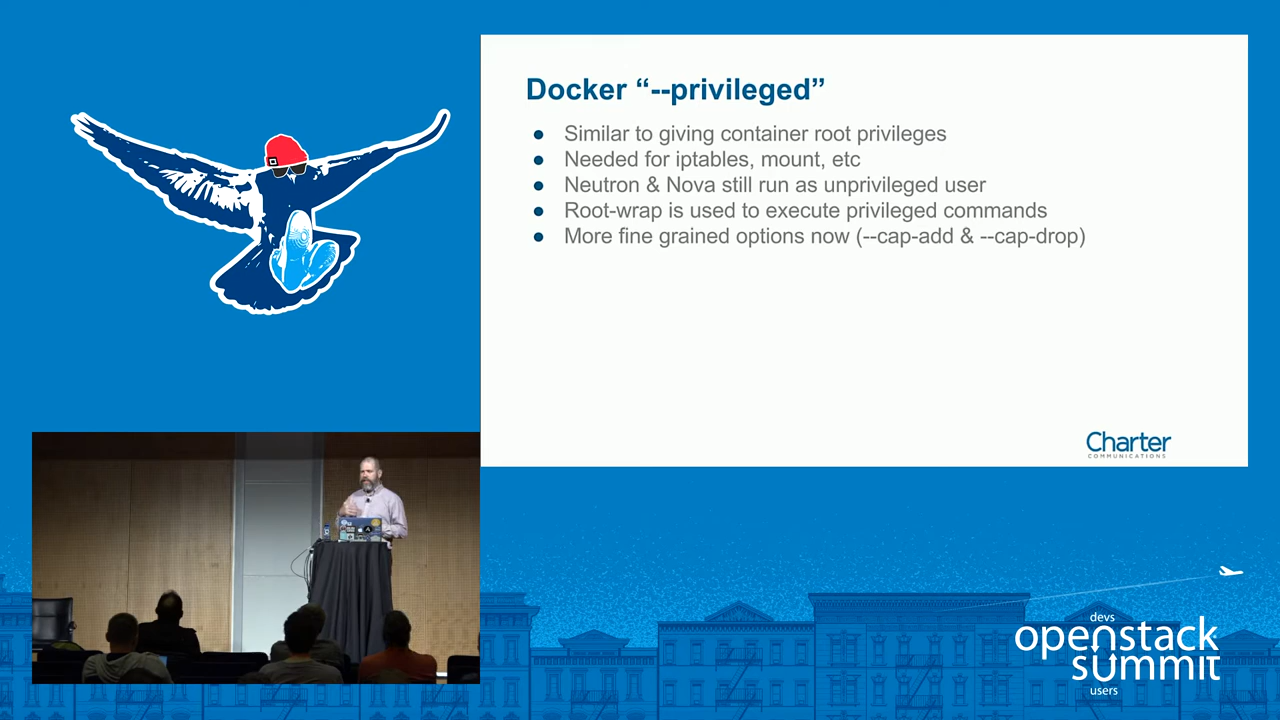 Docker “--privileged”
● Similar to giving container root privileges
● Needed for iptables, mount, etc
● Neutron & Nova still run as unprivileged user
● Root-wrap is used to execute privileged commands
● More fine grained options now (--cap-add & --cap-drop)
Charter
COMMUNICATIONS
devs
openstack
summit
users